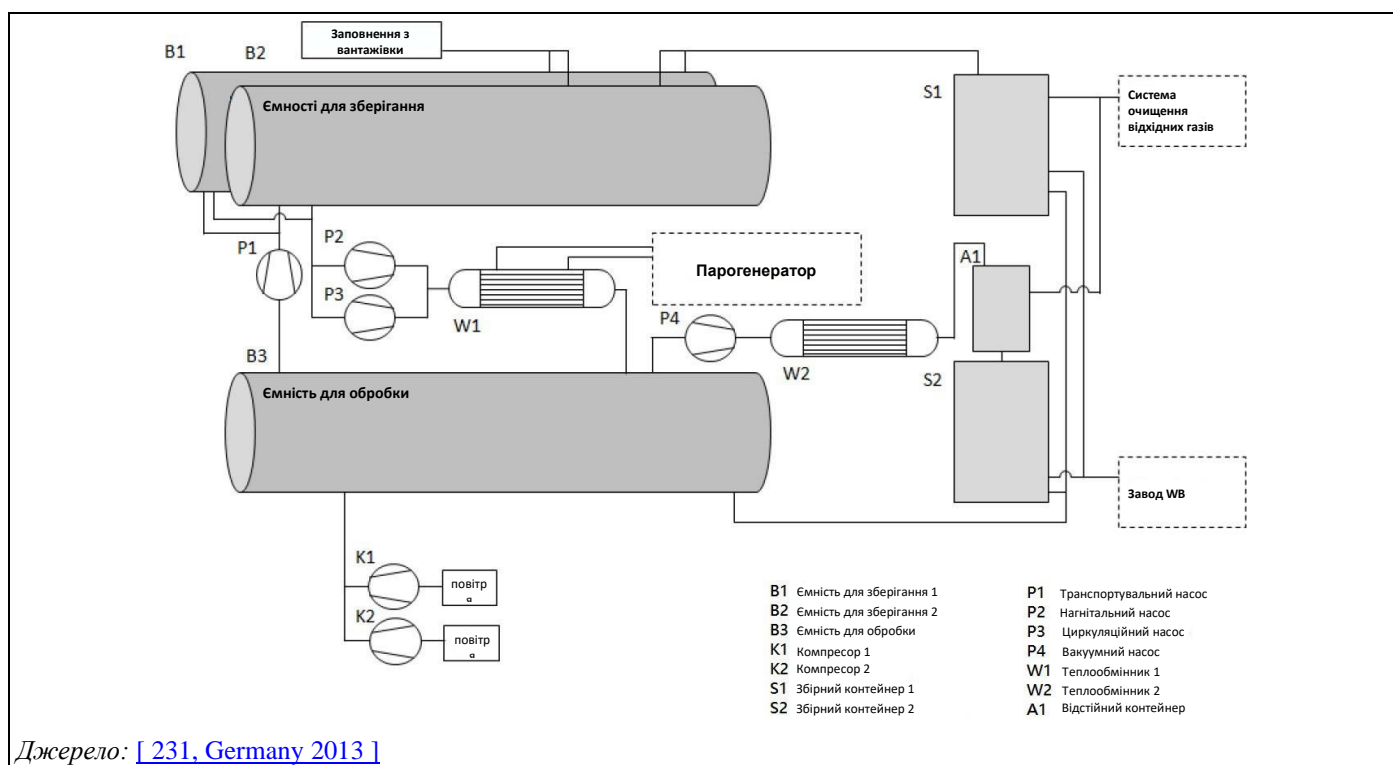 Заповнення з
вантажівки
B1
B2
Ємності для зберігання
S1
Система
очищення
відхідних газів
P1
P2
P3
W1
Парогенератор
A1
P4
W2
S2
B3
Ємність для обробки
Завод WB
K1
повітр
я
K2
повітр
я
B1 Ємність для зберігання 1
B2 Ємність для зберігання 2
B3 Ємність для обробки
K1 Компресор 1
K2 Компресор 2
S1 Збірний контейнер 1
S2 Збірний контейнер 2
P1 Транспортувальний насос
P2 Нагнітальний насос
P3 Циркуляційний насос
P4 Вакуумний насос
W1 Теплообмінник 1
W2 Теплообмінник 2
A1 Відстійний контейнер
Джерело: [ 231, Germany 2013 ]